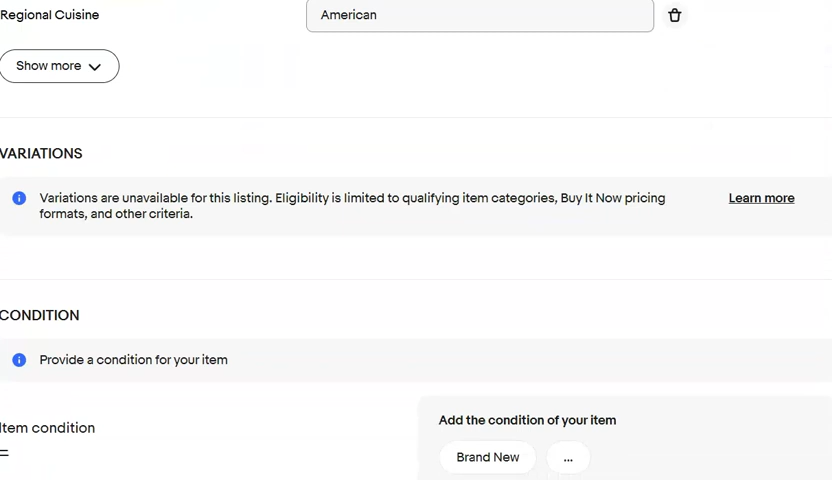 Regional Cuisine
American
Show more
VARIATIONS
Variations are unavailable for this listing. Eligibility is limited to qualifying item categories, Buy It Now pricing
formats, and other criteria.
Learn more
CONDITION
Provide a condition for your item
Item condition
Add the condition of your item
Brand New
...